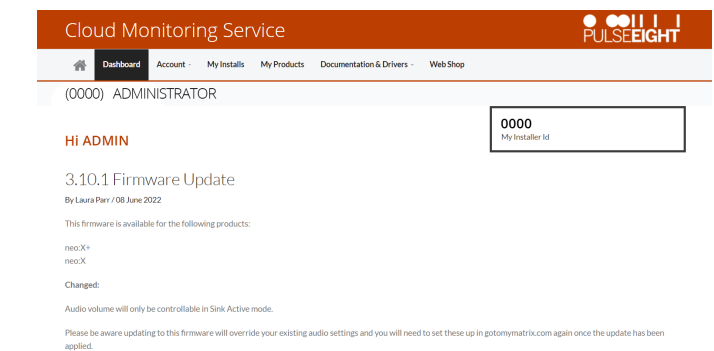 Cloud Monitoring Service
PULSEEIGHT
Dashboard Account My Installs My Products Documentation & Drivers Web Shop
(0000) ADMINISTRATOR
0000
My Installer Id
Hi ADMIN
3.10.1 Firmware Update
By Laura Parr / 08 June 2022
This firmware is available for the following products:
neo:X+
neo:X
Changed:
Audio volume will only be controllable in Sink Active mode.
Please be aware updating to this firmware will override your existing audio settings and you will need to set these up in gotomymatrix.com again once the update has been
applied.